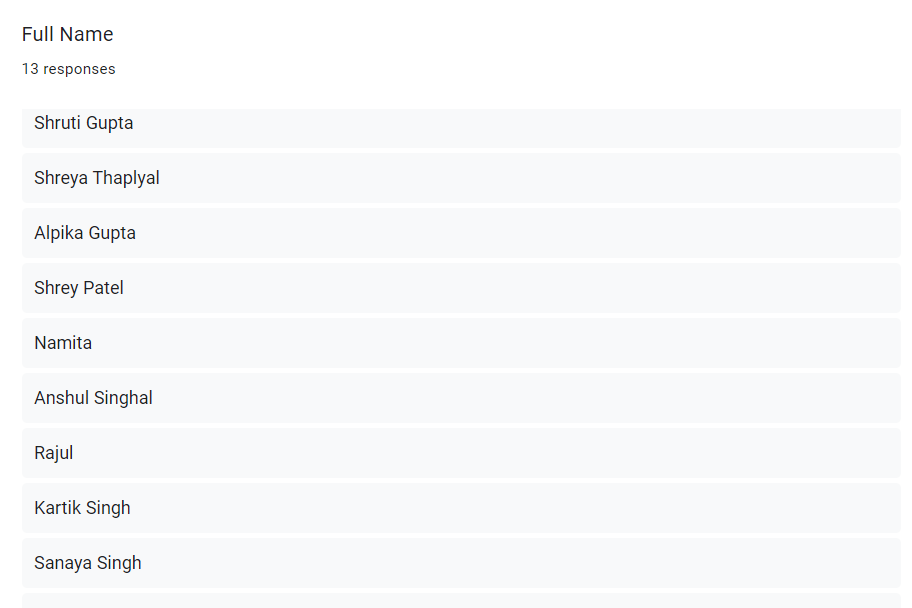 Full Name
13 responses
Shruti Gupta
Shreya Thaplyal
Alpika Gupta
Shrey Patel
Namita
Anshul Singhal
Rajul
Kartik Singh
Sanaya Singh